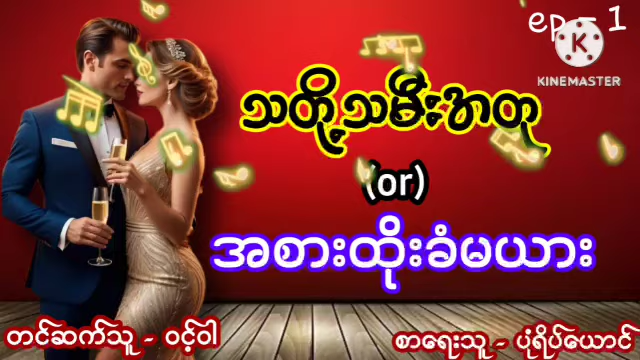 ep - 1
KINEMASTER
သတို့သမီးအတု
(or)
အစားထိုးခံမယား
တင်ဆက်သူ - ဝင့်ဝါ
စာရေးသူ - ပုံရိပ်ယောင်